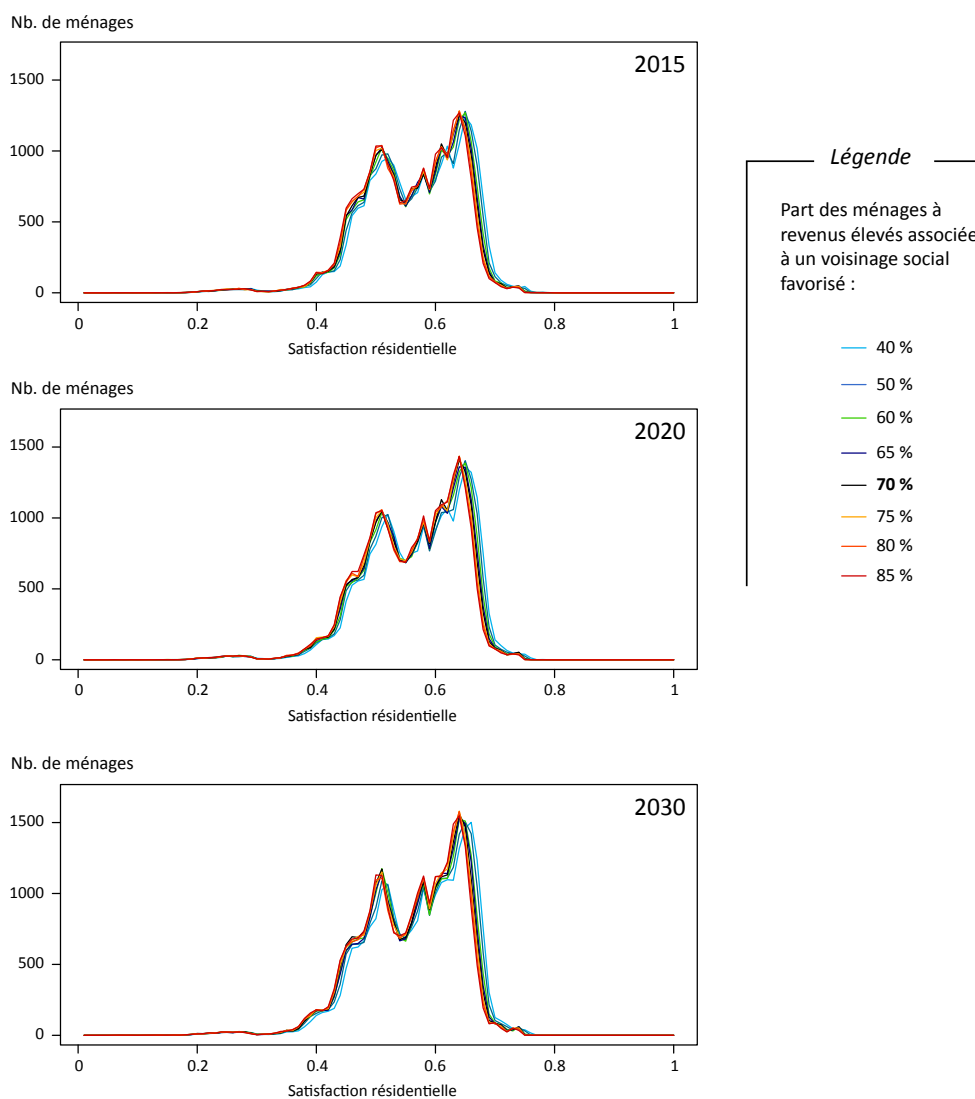 Nb. de ménages
2015
1500
1000
500
0
0 0.2 0.4 0.6 0.8 1
Satisfaction résidentielle
Nb. de ménages
2020
1500
1000
500
0
0 0.2 0.4 0.6 0.8 1
Satisfaction résidentielle
Nb. de ménages
2030
1500
1000
500
0
0 0.2 0.4 0.6 0.8 1
Satisfaction résidentielle
Légende
Part des ménages à
revenus élevés associée
à un voisinage social
favorisé :
40 %
50 %
60 %
65 %
70 %
75 %
80 %
85 %